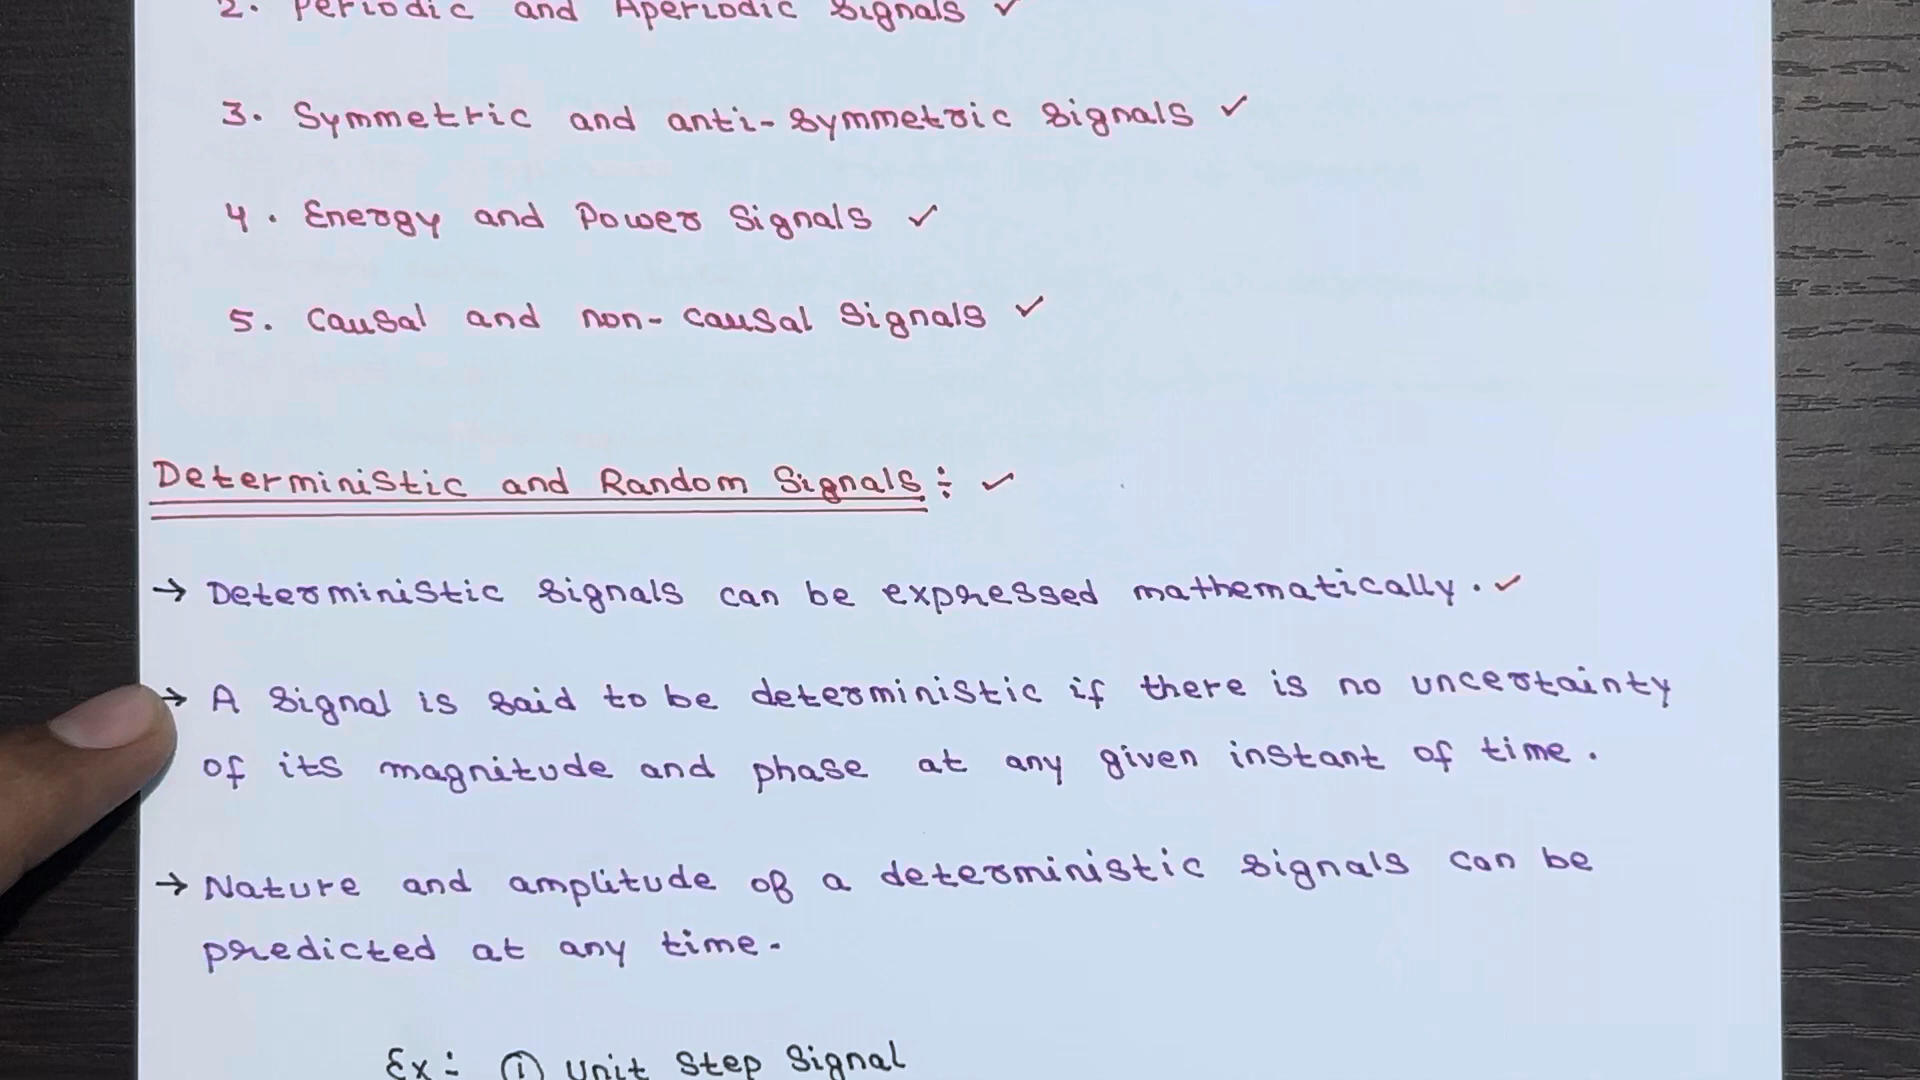 2. Periodic and Aperiodic Signals ✓
3. Symmetric and anti-symmetric signals ✓
4. Energy and Power Signals ✓
5. Causal and non-causal signals ✓
Deterministic and Random Signals :- ✓
→ Deterministic signals can be expressed mathematically. ✓
→ A signal is said to be deterministic if there is no uncertainty
of its magnitude and phase at any given instant of time.
→ Nature and amplitude of a deterministic signals can be
predicted at any time.
Ex:- ① Unit Step Signal